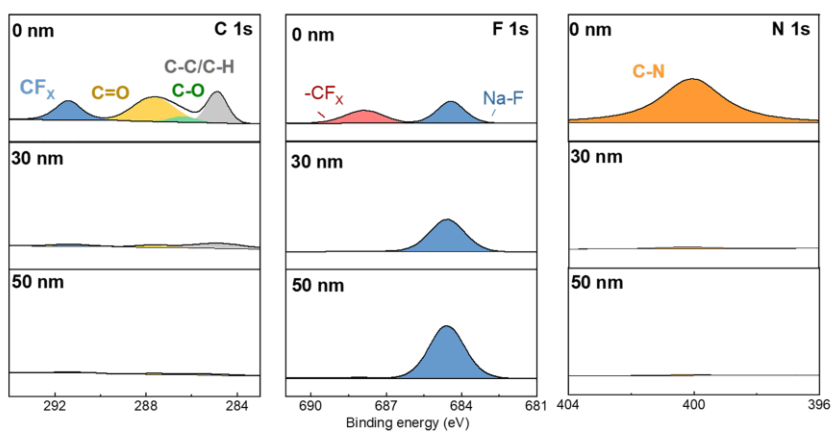 0 nm
C 1s
CFX
C=O
C-O
C-C/C-H
30 nm
50 nm
292 288 284
0 nm
F 1s
-CFX
Na-F
30 nm
50 nm
690 687 684 681
Binding energy (eV)
0 nm
N 1s
C-N
30 nm
50 nm
404 400 396